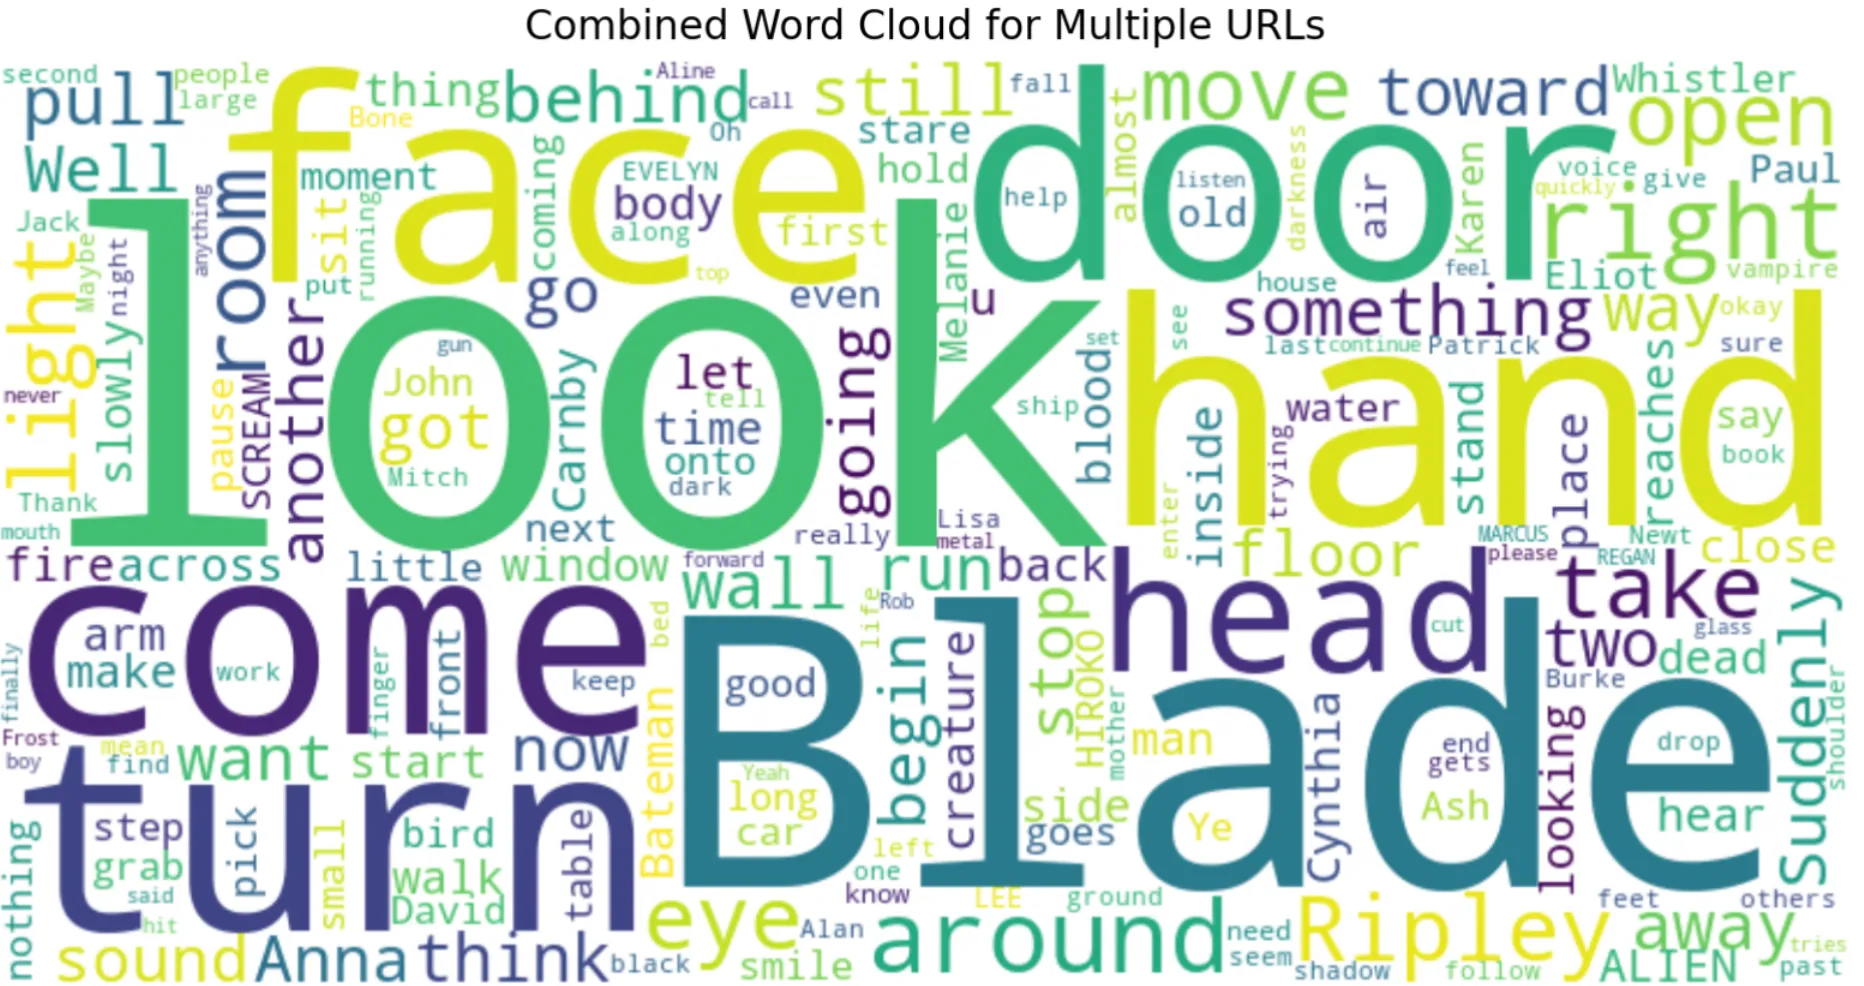 Combined Word Cloud for Multiple URLs
second
people
pull
large
face
thing
Bone
behind
Aline
call
still
fall
door
move
toward
Whistler
open
Well
moment
Oh
stare
hold
almost
coming
EVELYN
body
along
first
help
listen
old
darkness
air
Karen
voice
quickly
give
Paul
right
Jack
anything
room
sit
running
put
top
light
Maybe
night
slowly
look
go
even
Melanie
u
house
feel
Eliot
vampire
something
way
okay
hand
see
set
last
continue
Patrick
sure
never
pause
SCREAM
another
gun
John
got
Mitch
Carnby
let
tell
time
onto
dark
going
ship
blood
inside
water
trying
stand
place
reaches
say
book
Thank
mouth
next
really
Lisa
metal
enter
floor
MARCUS
please
Newt
REGAN
close
fire
across
little
window
forward
wall
run
back
head
take
come
arm
make
work
finger
front
keep
bed
life
Rob
Blade
good
begin
creature
stop
HIROKO
mother
cut
two
glass
dead
Burke
suddenly
shoulder
finally
Frost
boy
mean
find
want
start
now
Bateman
Yeah
long
car
man
side
goes
Ye
Cynthia
end
gets
Ash
looking
drop
hear
turn
step
grab
said
hit
pick
small
bird
walk
David
table
nothing
left
one
know
LEE
ground
feet
others
sound
Anna
think
black
eye
Alan
smile
around
need
seem
Ripley
shadow
follow
away
ALIEN
tries
past